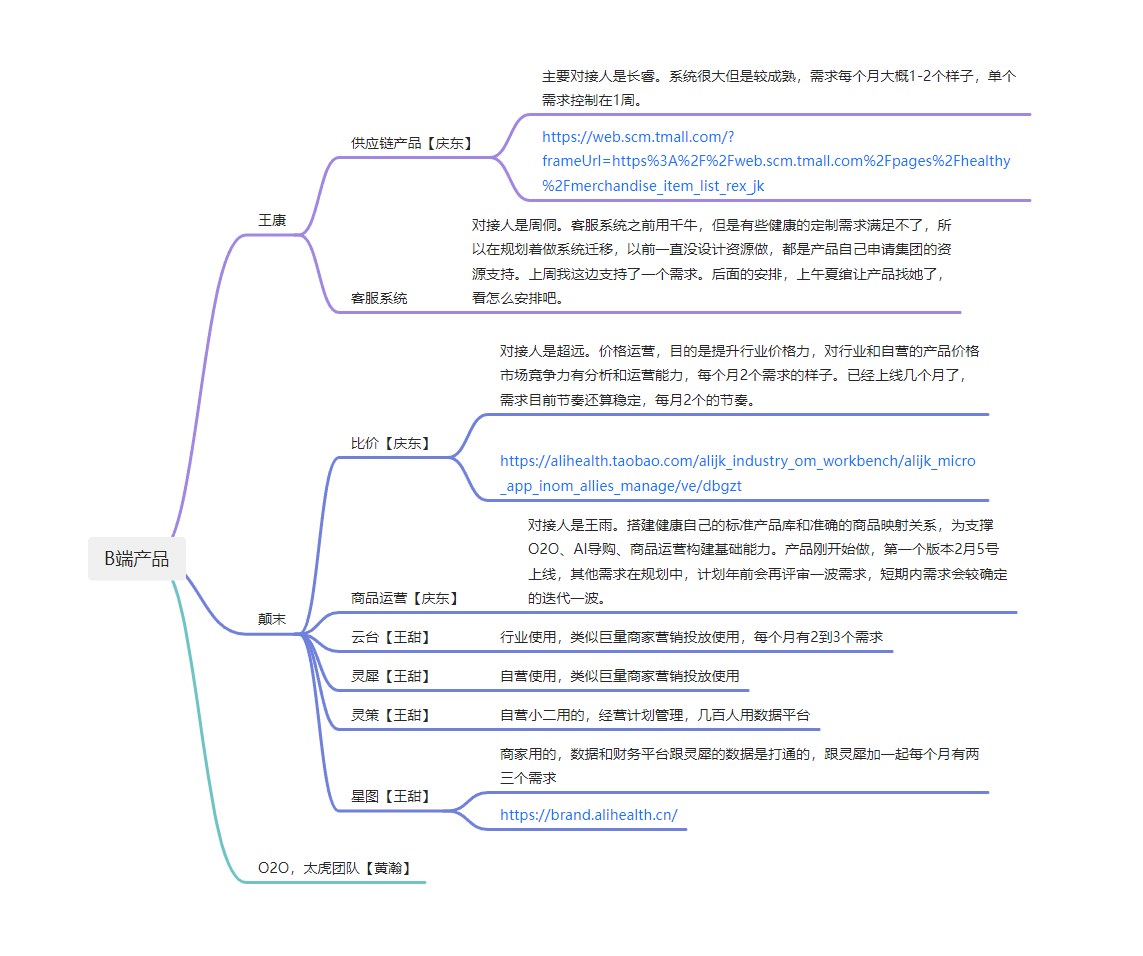 B端产品
王康
供应链产品【庆东】
主要对接人是长睿。系统很大但是较成熟，需求每个月大概1-2个样子，单个
需求控制在1周。
https://web.scm.tmall.com/?
frameUrl=https%3A%2F%2Fweb.scm.tmall.com%2Fpages%2Fhealthy
%2Fmerchandise_item_list_rex_jk
客服系统
对接人是周侗。客服系统之前用千牛，但是有些健康的定制需求满足不了，所
以在规划着做系统迁移，以前一直没设计资源做，都是产品自己申请集团的资
源支持。上周我这边支持了一个需求。后面的安排，上午夏绾让产品找她了，
看怎么安排吧。
颠末
比价【庆东】
对接人是超远。价格运营，目的是提升行业价格力，对行业和自营的产品价格
市场竞争力有分析和运营能力，每个月2个需求的样子。已经上线几个月了，
需求目前节奏还算稳定，每月2个的节奏。
https://alihealth.taobao.com/alijk_industry_om_workbench/alijk_micro
_app_inom_allies_manage/ve/dbgzt
商品运营【庆东】
对接人是王雨。搭建健康自己的标准产品库和准确的商品映射关系，为支撑
O2O、AI导购、商品运营构建基础能力。产品刚开始做，第一个版本2月5号
上线，其他需求在规划中，计划年前会再评审一波需求，短期内需求会较确定
的迭代一波。
云台【王甜】
行业使用，类似巨量商家营销投放使用，每个月有2到3个需求
灵犀【王甜】
自营使用，类似巨量商家营销投放使用
灵策【王甜】
自营小二用的，经营计划管理，几百人用数据平台
星图【王甜】
商家用的，数据和财务平台跟灵犀的数据是打通的，跟灵犀加一起每个月有两
三个需求
https://brand.alihealth.cn/
O2O，太虎团队【黄瀚】